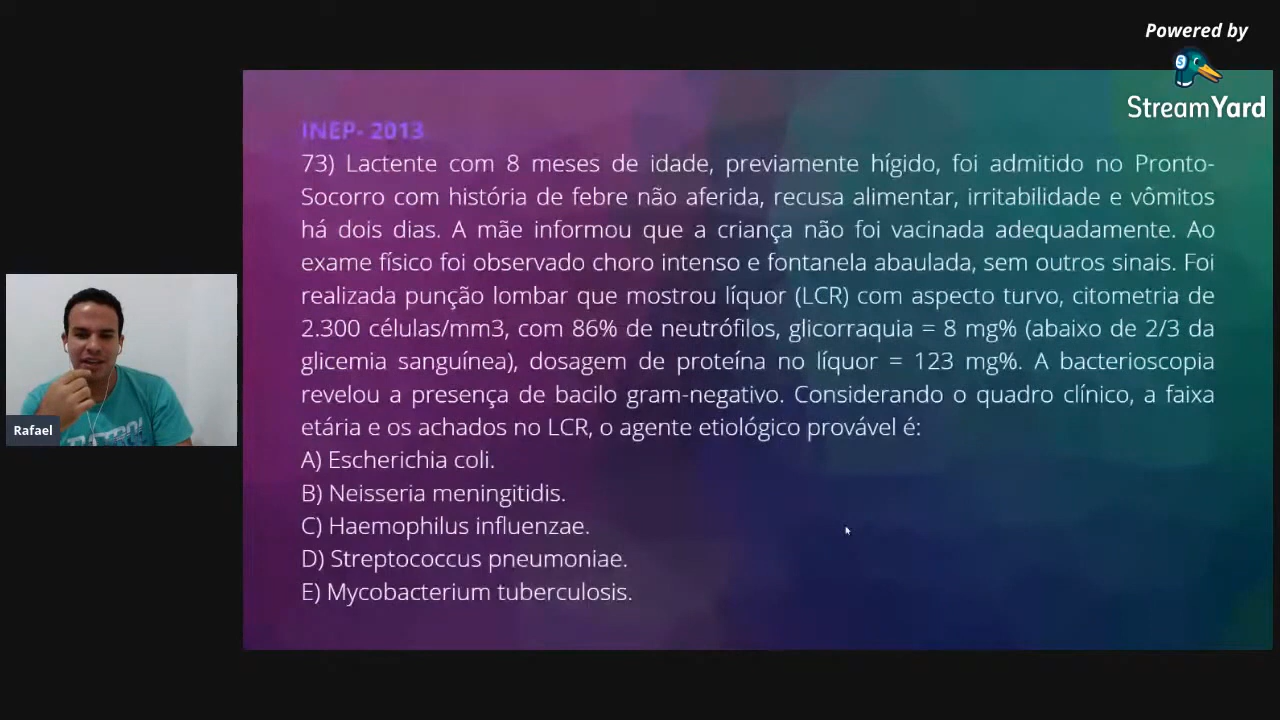 Powered by
StreamYard
INEP- 2013
73) Lactente com 8 meses de idade, previamente hígido, foi admitido no Pronto-
Socorro com história de febre não aferida, recusa alimentar, irritabilidade e vômitos
há dois dias. A mãe informou que a criança não foi vacinada adequadamente. Ao
exame físico foi observado choro intenso e fontanela abaulada, sem outros sinais. Foi
realizada punção lombar que mostrou líquor (LCR) com aspecto turvo, citometria de
2.300 células/mm3, com 86% de neutrófilos, glicorraquia = 8 mg% (abaixo de 2/3 da
glicemia sanguínea), dosagem de proteína no líquor = 123 mg%. A bacterioscopia
revelou a presença de bacilo gram-negativo. Considerando o quadro clínico, a faixa
etária e os achados no LCR, o agente etiológico provável é:
A) Escherichia coli.
B) Neisseria meningitidis.
C) Haemophilus influenzae.
D) Streptococcus pneumoniae.
E) Mycobacterium tuberculosis.
Rafael